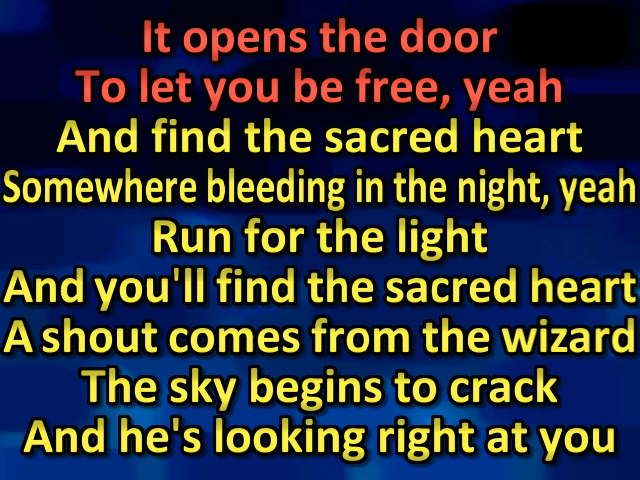 It opens the door
To let you be free, yeah
And find the sacred heart
Somewhere bleeding in the night, yeah
Run for the light
And you'll find the sacred heart
A shout comes from the wizard
The sky begins to crack
And he's looking right at you